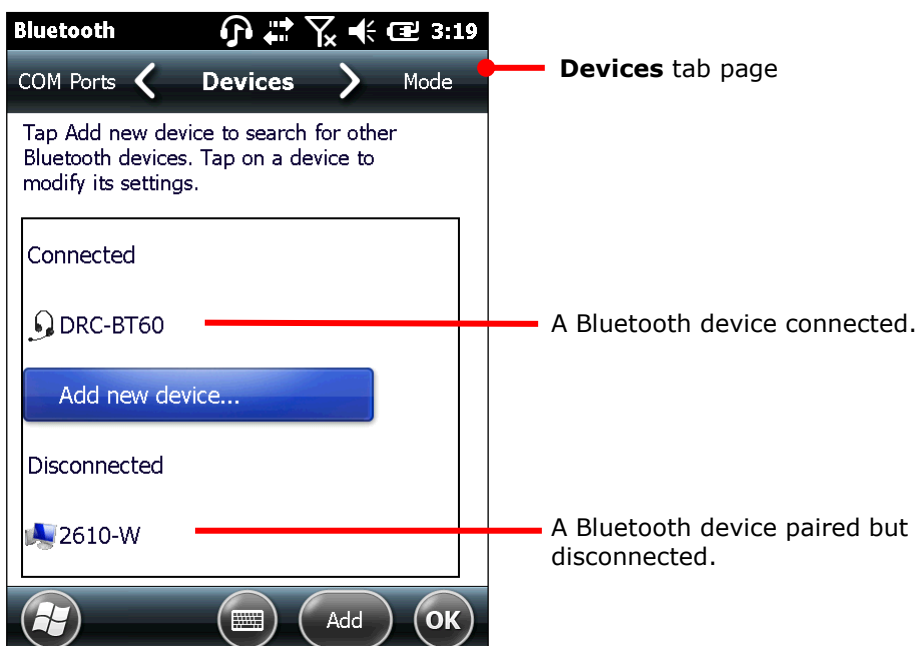 Bluetooth 3:19
COM Ports Devices Mode
Devices tab page
Tap Add new device to search for other
Bluetooth devices. Tap on a device to
modify its settings.
Connected
DRC-BT60
A Bluetooth device connected.
Add new device...
Disconnected
2610-W
A Bluetooth device paired but
disconnected.
Add OK